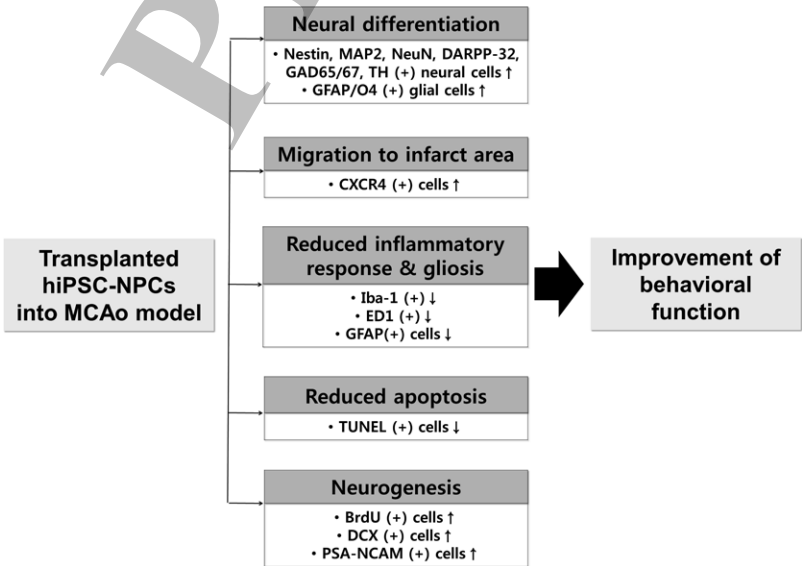 Neural differentiation
• Nestin, MAP2, NeuN, DARPP-32,
GAD65/67, TH (+) neural cells ↑
• GFAP/O4 (+) glial cells ↑
Migration to infarct area
• CXCR4 (+) cells ↑
Transplanted
hiPSC-NPCs
into MCAo model
Reduced inflammatory
response & gliosis
• Iba-1 (+) ↓
• ED1 (+) ↓
• GFAP(+) cells ↓
Improvement of
behavioral
function
Reduced apoptosis
• TUNEL (+) cells ↓
Neurogenesis
• BrdU (+) cells ↑
• DCX (+) cells ↑
• PSA-NCAM (+) cells ↑